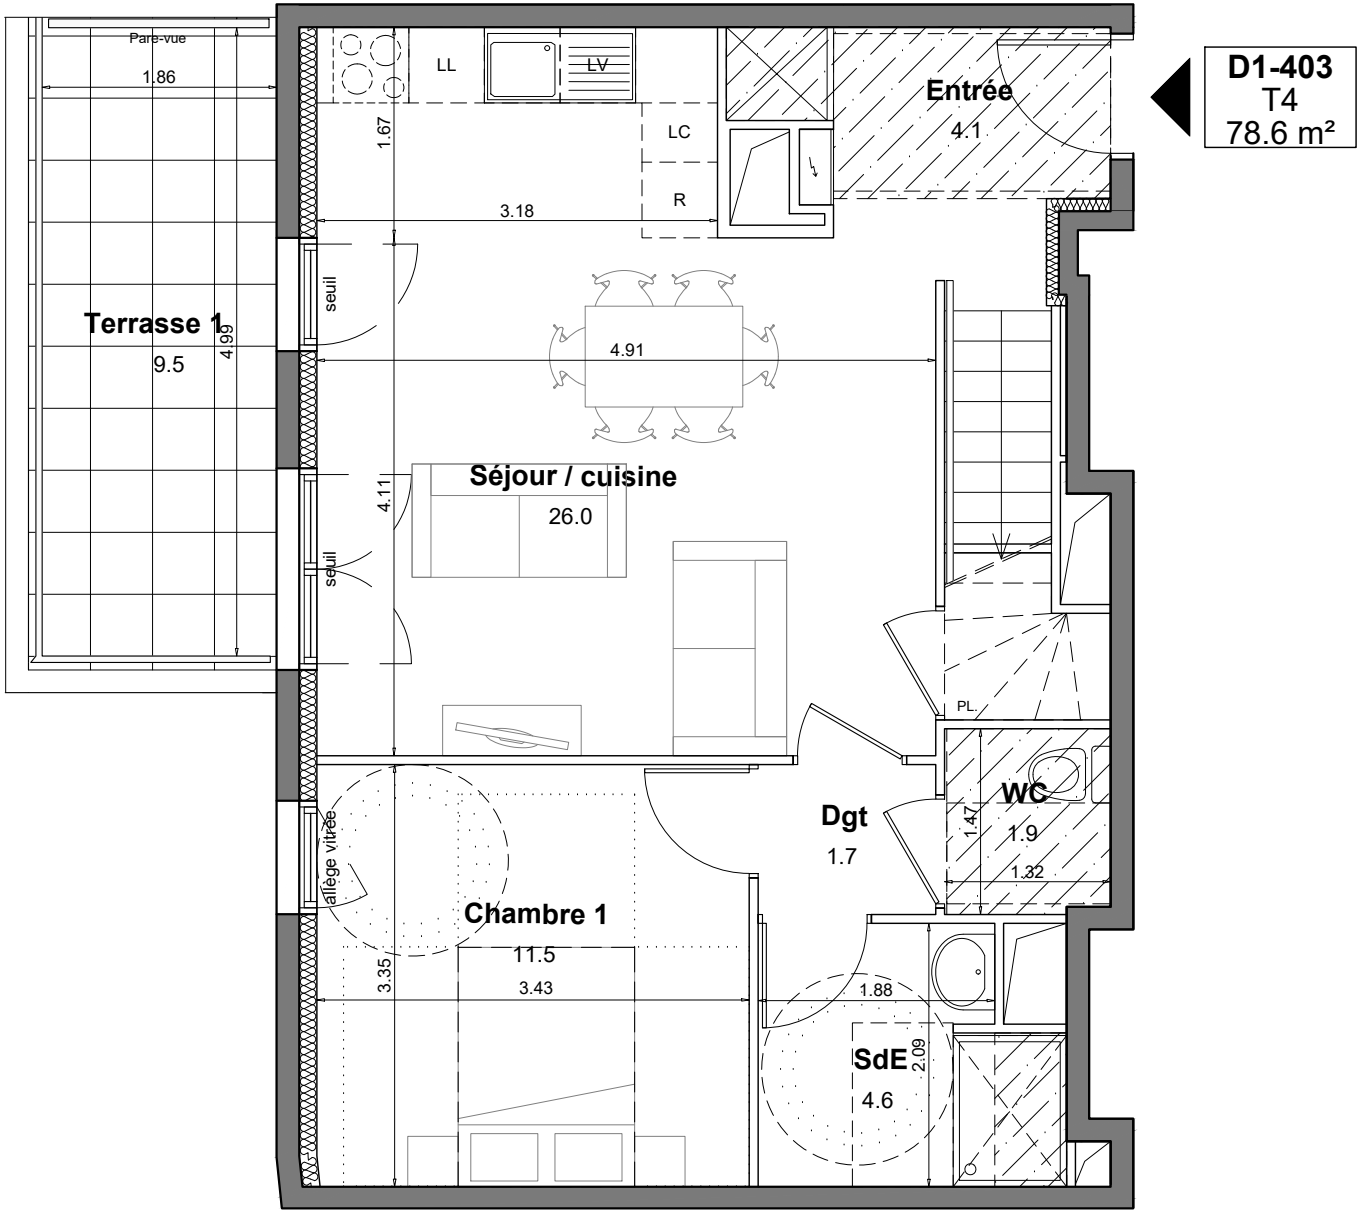 Pare-vue
1.86
Terrasse 1
9.5
4.99
LL
LV
LC
R
1.67
3.18
Entrée
4.1
D1-403
T4
78.6 m²
seuil
4.91
Séjour / cuisine
26.0
4.11
seuil
PL.
WC
1.9
1.47
1.32
Dgt
1.7
allège vitrée
Chambre 1
11.5
3.35
3.43
1.88
SdE
4.6
2.09